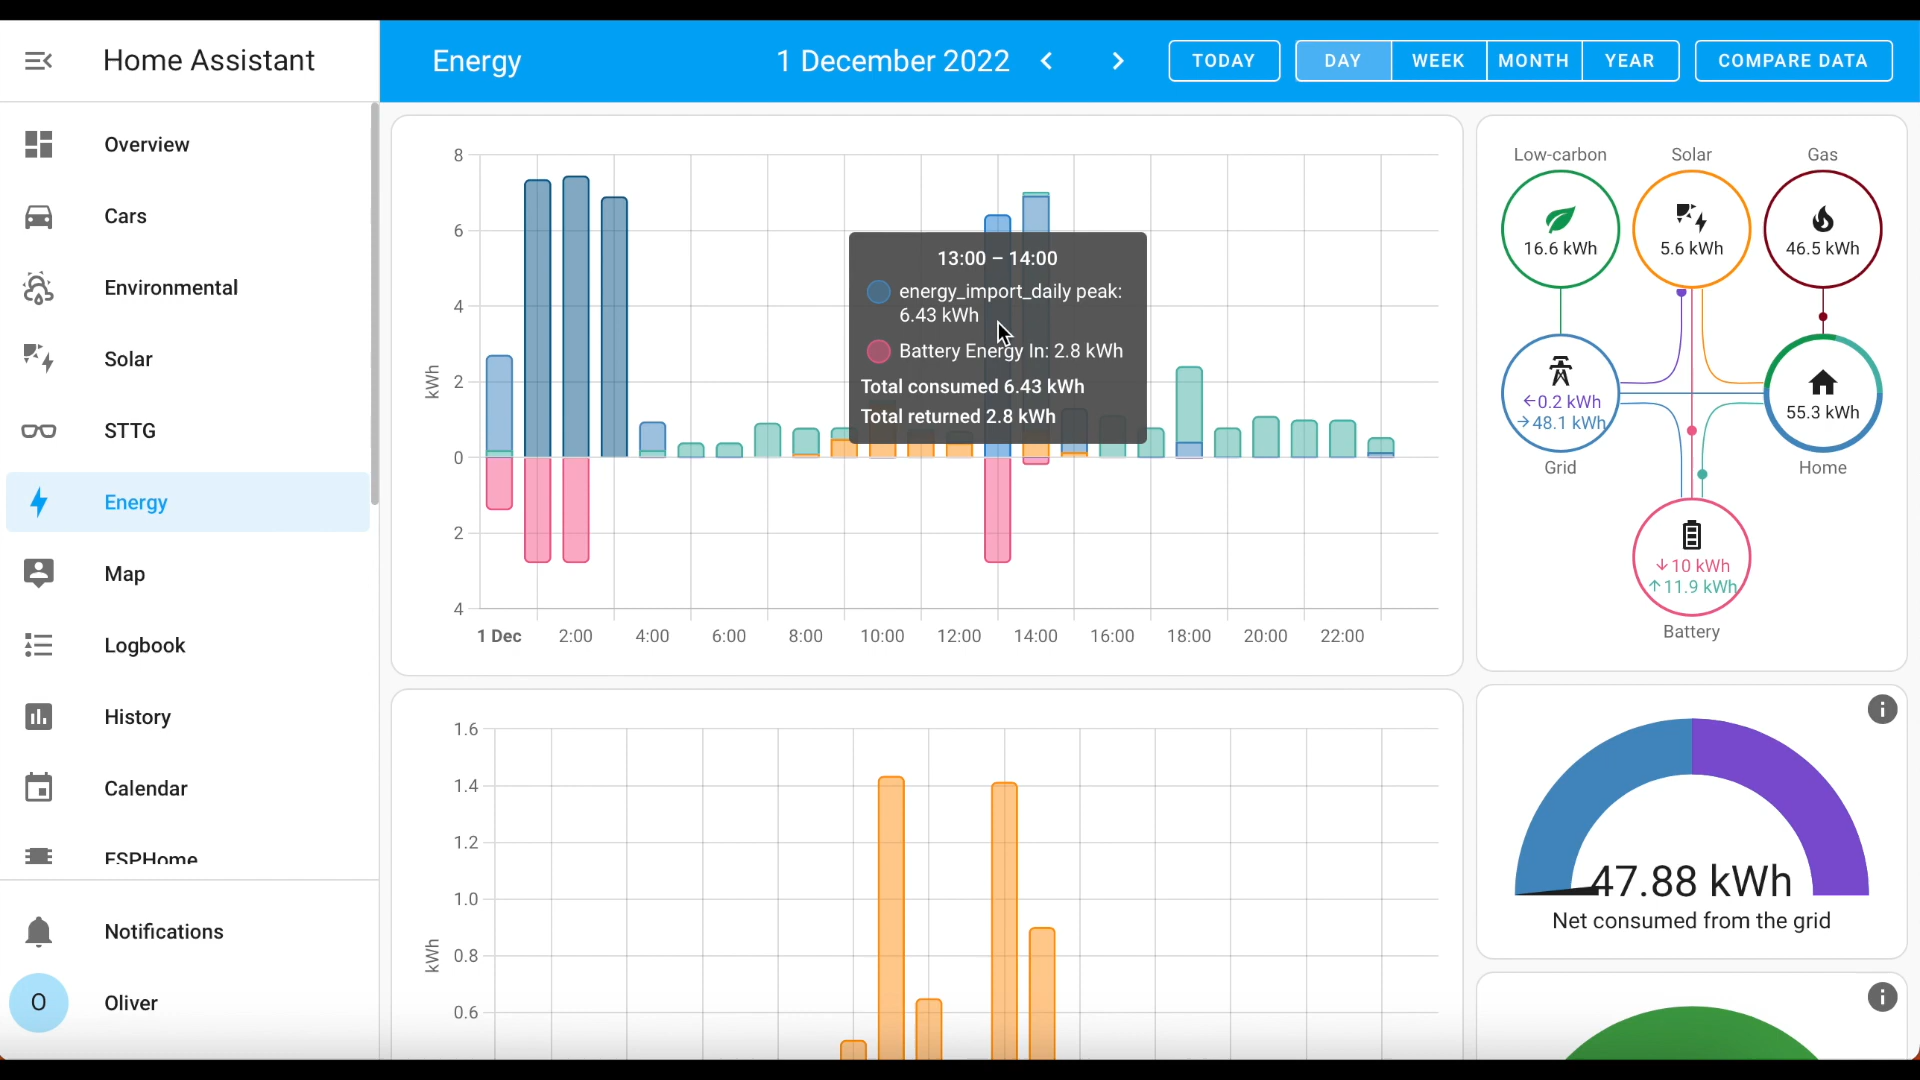 Home Assistant
Overview
Cars
Environmental
Solar
STTG
Energy
Map
Logbook
History
Calendar
ESPHome
Notifications
O
Oliver
Energy
1 December 2022
TODAY
DAY
WEEK
MONTH
YEAR
COMPARE DATA
8
6
4
2
0
2
4
kWh
13:00 – 14:00
energy_import_daily peak:
6.43 kWh
Battery Energy In: 2.8 kWh
Total consumed 6.43 kWh
Total returned 2.8 kWh
1 Dec
2:00
4:00
6:00
8:00
10:00
12:00
14:00
16:00
18:00
20:00
22:00
1.6
1.4
1.2
1.0
0.8
0.6
kWh
Low-carbon
Solar
Gas
16.6 kWh
5.6 kWh
46.5 kWh
←0.2 kWh
→48.1 kWh
55.3 kWh
Grid
Home
↓10 kWh
↑11.9 kWh
Battery
47.88 kWh
Net consumed from the grid